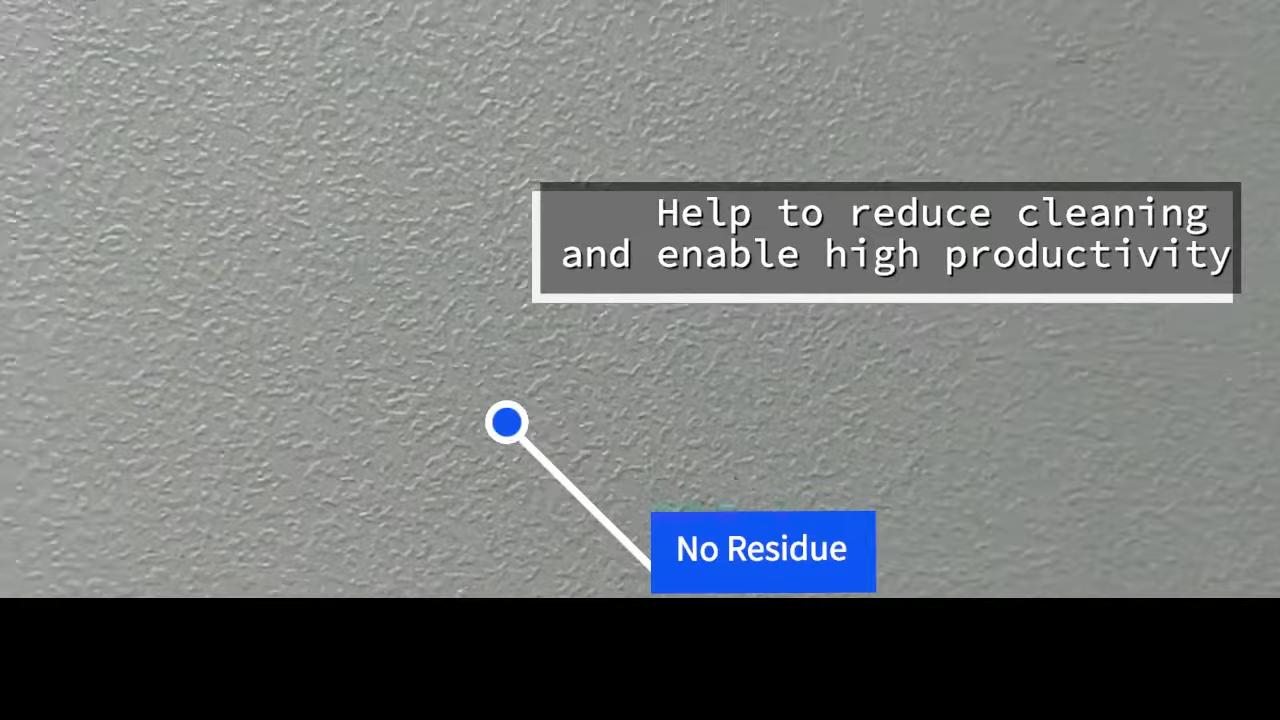 Help to reduce cleaning
and enable high productivity
No Residue